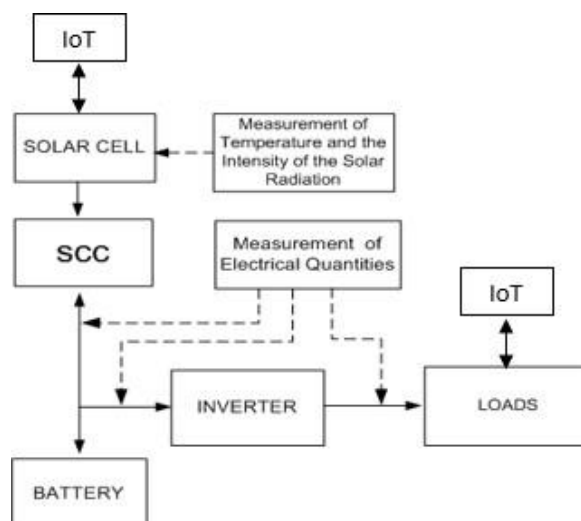 IoT
SOLAR CELL
Measurement of
Temperature and the
Intensity of the Solar
Radiation
SCC
Measurement of
Electrical Quantities
IoT
INVERTER
LOADS
BATTERY